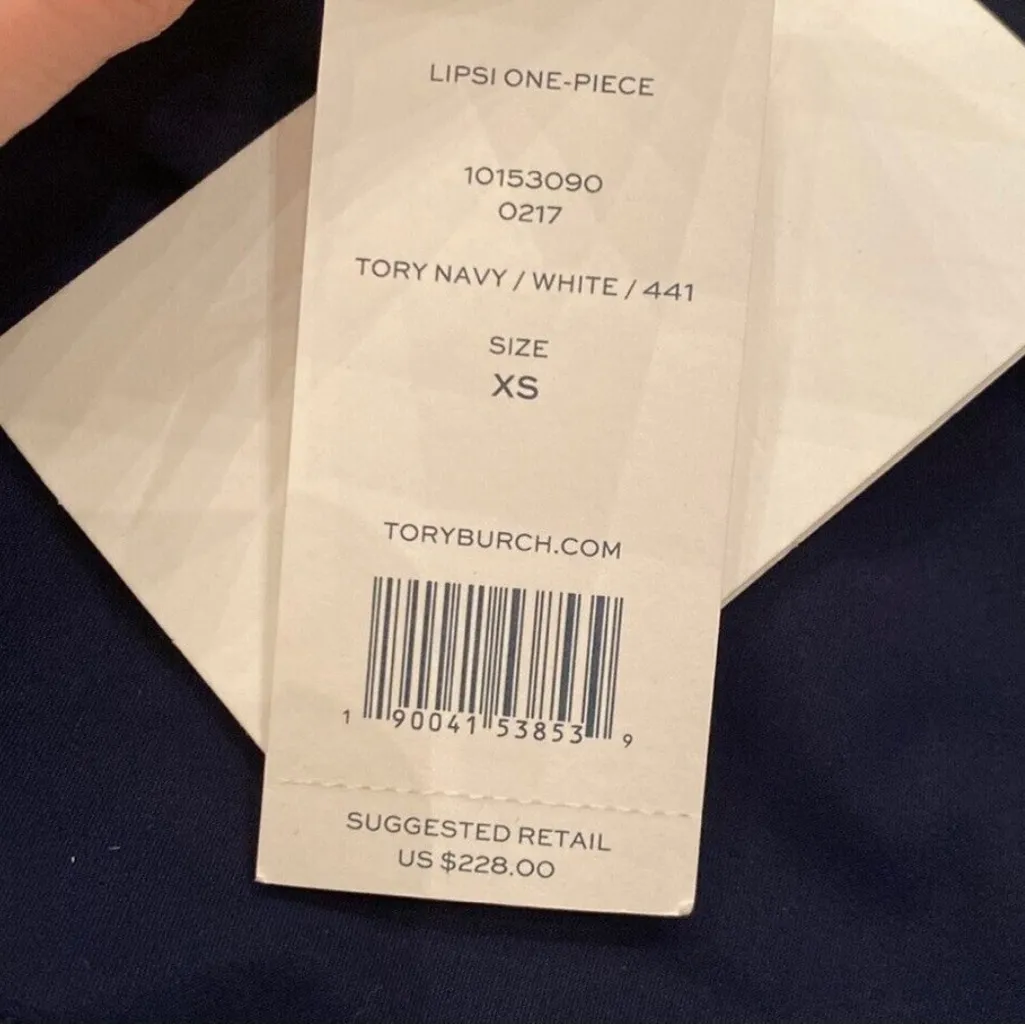 LIPSI ONE-PIECE
10153090
0217
TORY NAVY / WHITE / 441
SIZE
XS
TORYBURCH.COM
1 90041 53853 9
SUGGESTED RETAIL
US $228.00